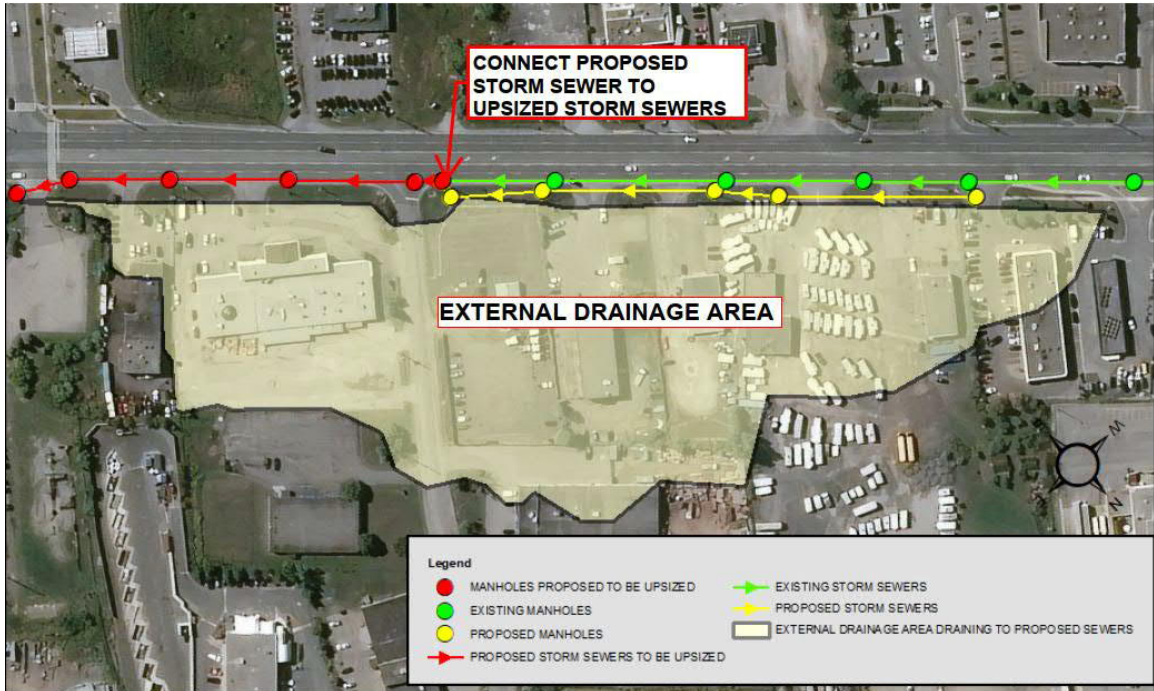 CONNECT PROPOSED
STORM SEWER TO
UPSIZED STORM SEWERS
EXTERNAL DRAINAGE AREA
W
N
Legend
MANHOLES PROPOSED TO BE UPSIZED
EXISTING MANHOLES
PROPOSED MANHOLES
PROPOSED STORM SEWERS TO BE UPSIZED
EXISTING STORM SEWERS
PROPOSED STORM SEWERS
EXTERNAL DRAINAGE AREA DRAINING TO PROPOSED SEWERS